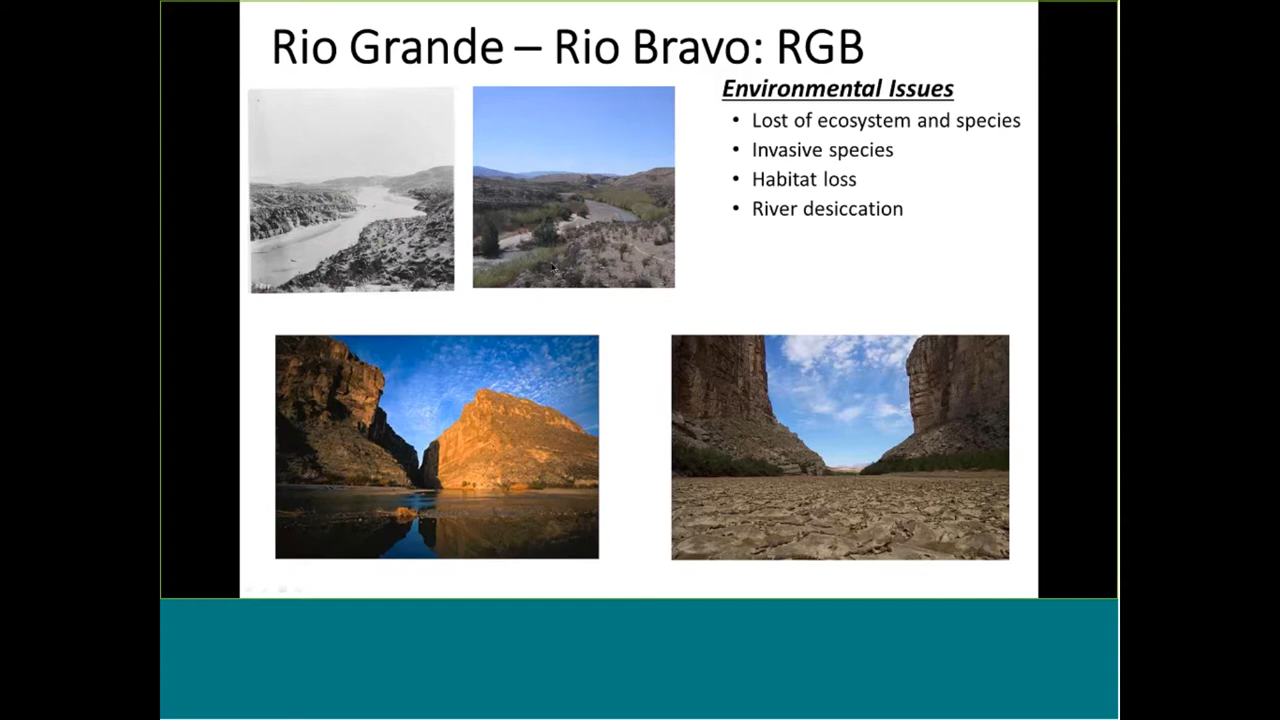 Rio Grande – Rio Bravo: RGB
Environmental Issues
• Lost of ecosystem and species
• Invasive species
• Habitat loss
• River desiccation